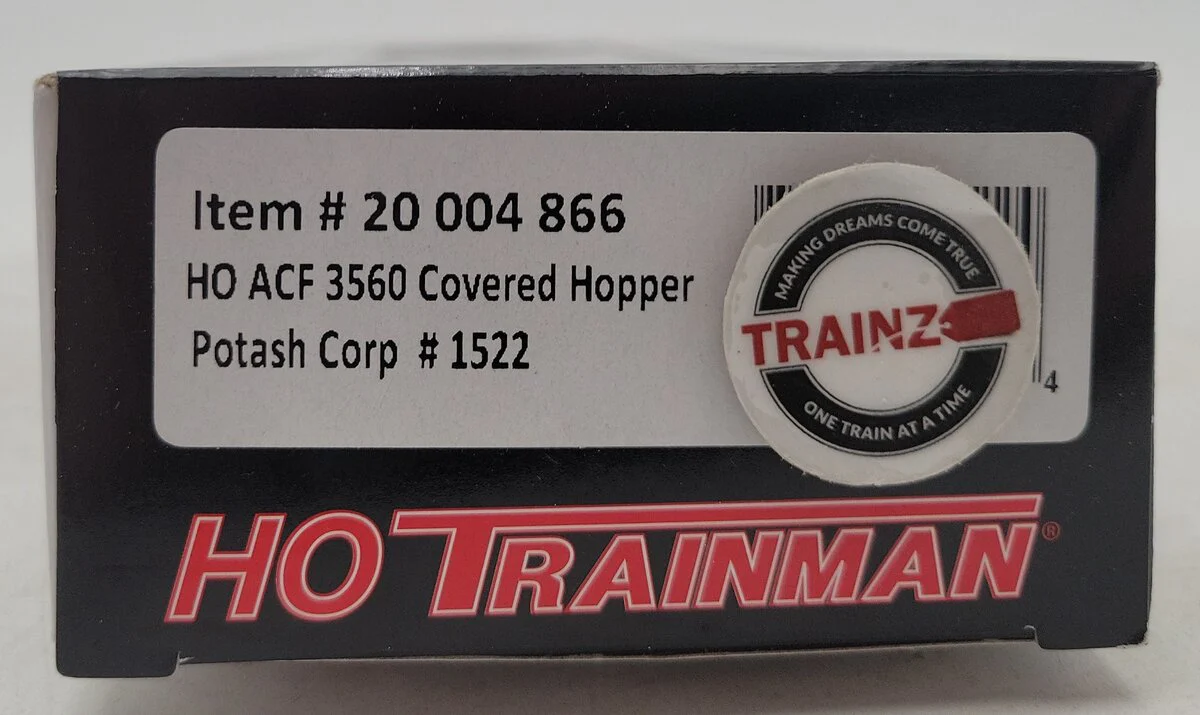 Item # 20 004 866
HO ACF 3560 Covered Hopper
Potash Corp # 1522
MAKING DREAMS COME TRUE
TRAINZ
ONE TRAIN AT A TIME
4
HO TRAINMAN®